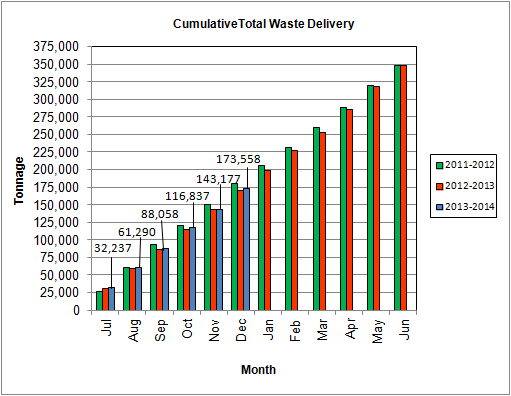 CumulativeTotal Waste Delivery
375,000
350,000
325,000
300,000
275,000
250,000
225,000
200,000
175,000
150,000
125,000
100,000
75,000
50,000
25,000
0
Tonnage
32,237
61,290
88,058
116,837
143,177
173,558
Jul
Aug
Sep
Oct
Nov
Dec
Jan
Feb
Mar
Apr
May
Jun
Month
2011-2012
2012-2013
2013-2014